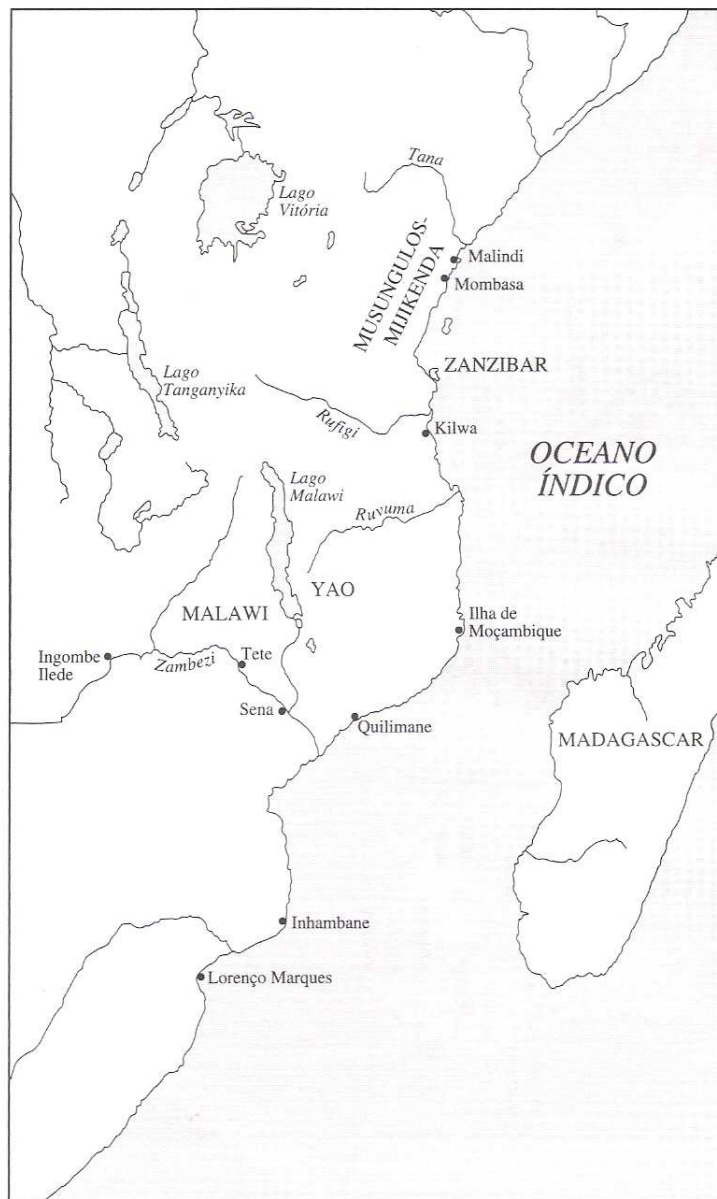 Tana
Lago
Vitória
MUSUNGULOS-
MIJIKENDA
Malindi
Mombasa
ZANZIBAR
Lago
Tanganyika
Rufigi
Kilwa
OCEANO
ÍNDICO
Lago
Malawi
Ruvuma
YAO
MALAWI
Ilha de
Moçambique
Ingombe
Ilede
Zambezi
Tete
Sena
Quilimane
MADAGASCAR
Inhambane
Lorenço Marques